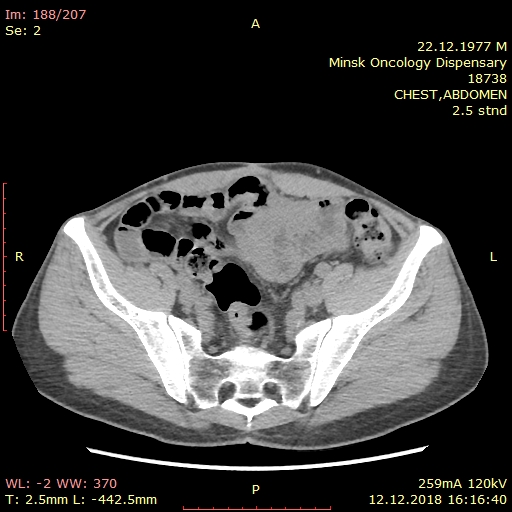 Im: 188/207
Se: 2
A
22.12.1977 M
Minsk Oncology Dispensary
18738
CHEST,ABDOMEN
2.5 stnd
R
L
WL: -2 WW: 370
T: 2.5mm L: -442.5mm
P
259mA 120kV
12.12.2018 16:16:40